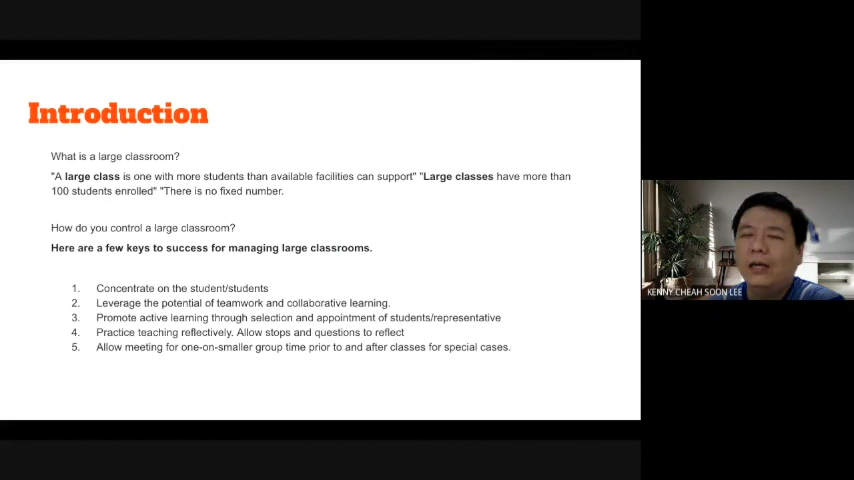 Introduction
What is a large classroom?
"A large class is one with more students than available facilities can support" "Large classes have more than
100 students enrolled" "There is no fixed number.
How do you control a large classroom?
Here are a few keys to success for managing large classrooms.
1. Concentrate on the student/students
2. Leverage the potential of teamwork and collaborative learning.
3. Promote active learning through selection and appointment of students/representative
4. Practice teaching reflectively. Allow stops and questions to reflect
5. Allow meeting for one-on-smaller group time prior to and after classes for special cases.
KENNY CHEAH SOON LEE